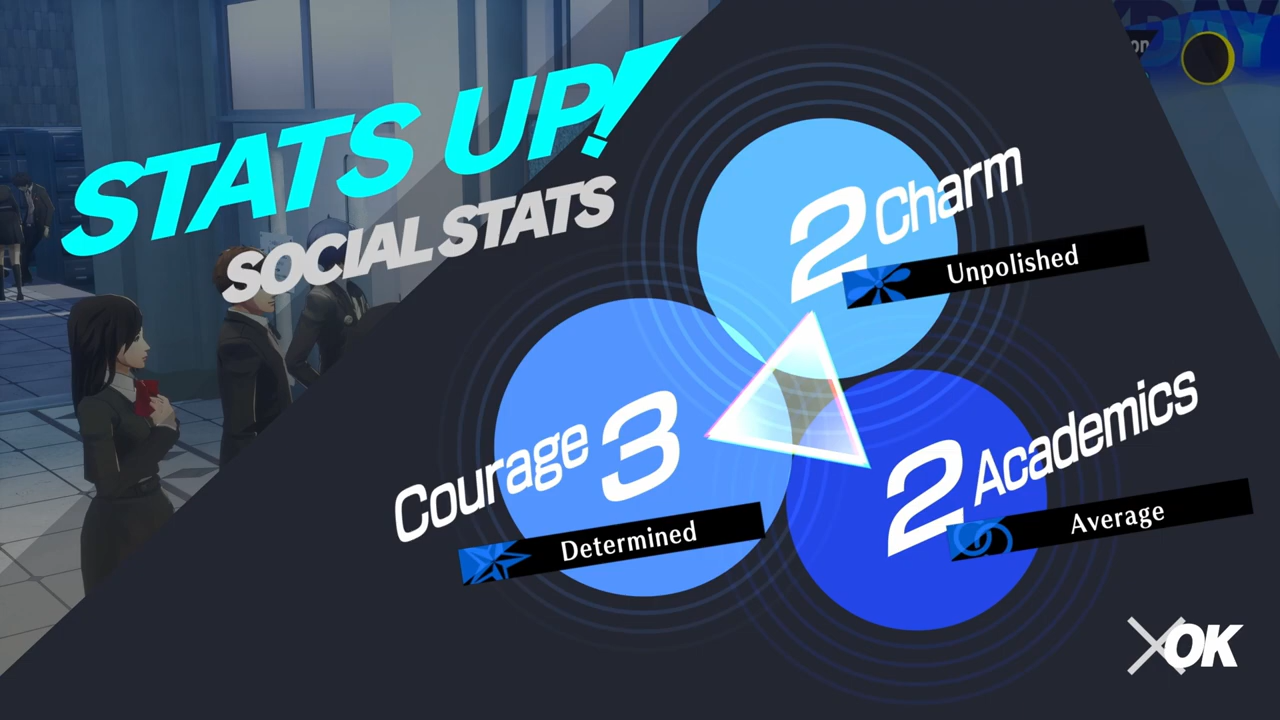 STATS UP!
SOCIAL STATS
2 Charm
Unpolished
Courage 3
Determined
2 Academics
Average
OK